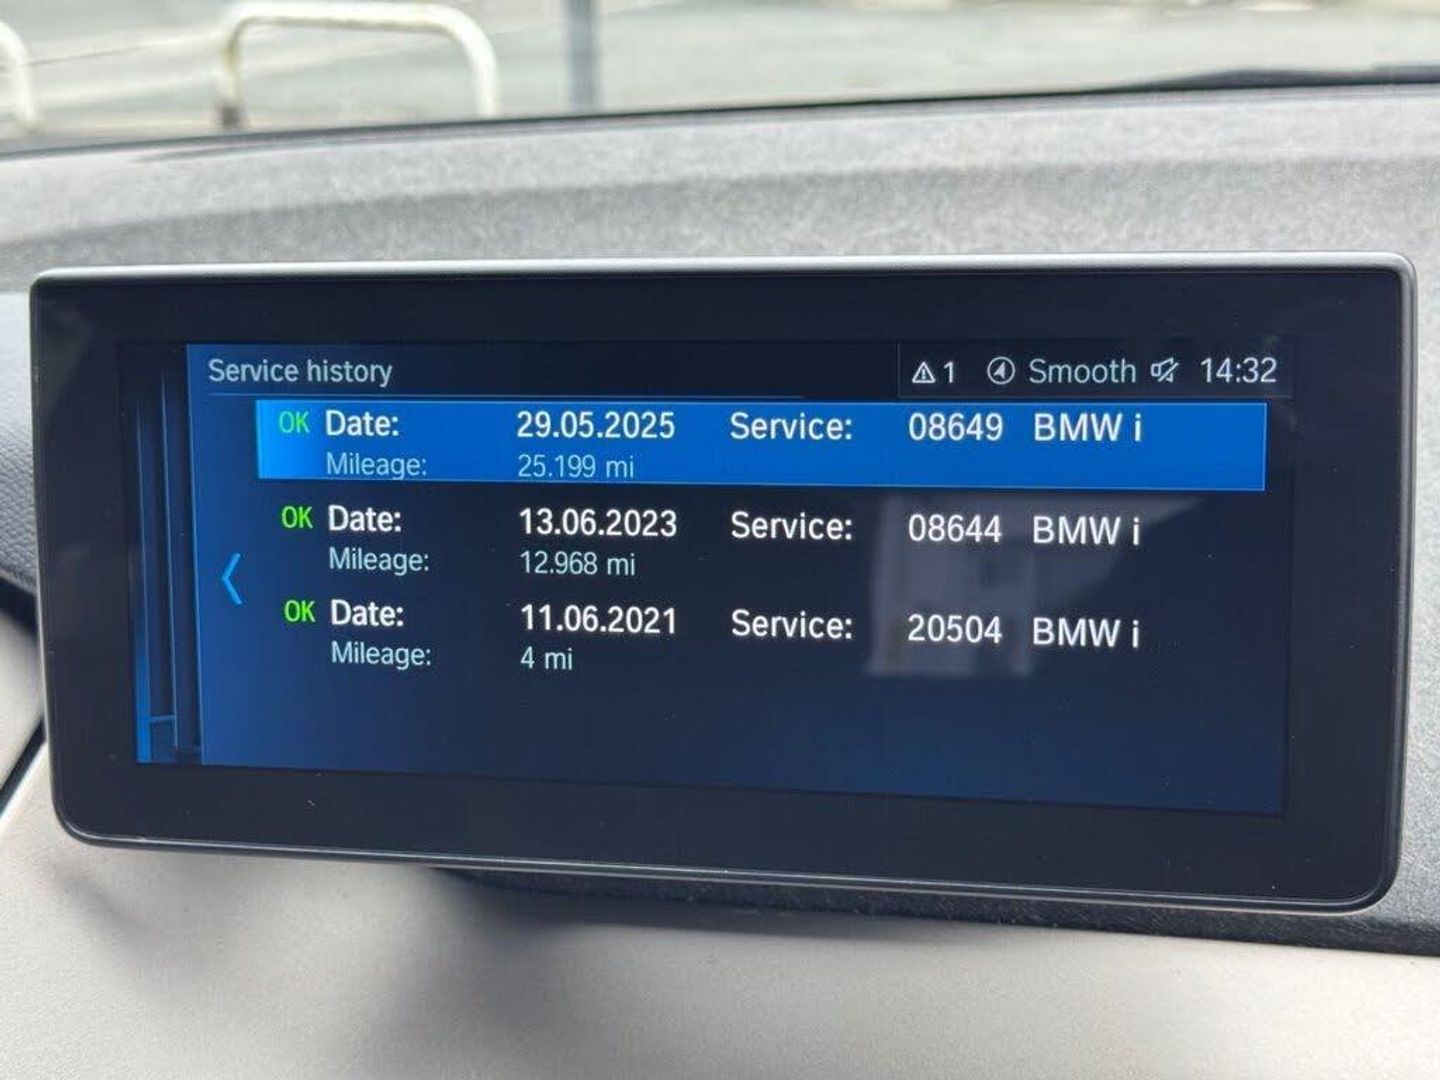 Service history ⚠ 1 Smooth 14:32
OK Date: 29.05.2025 Service: 08649 BMW i
Mileage: 25.199 mi
OK Date: 13.06.2023 Service: 08644 BMW i
Mileage: 12.968 mi
OK Date: 11.06.2021 Service: 20504 BMW i
Mileage: 4 mi